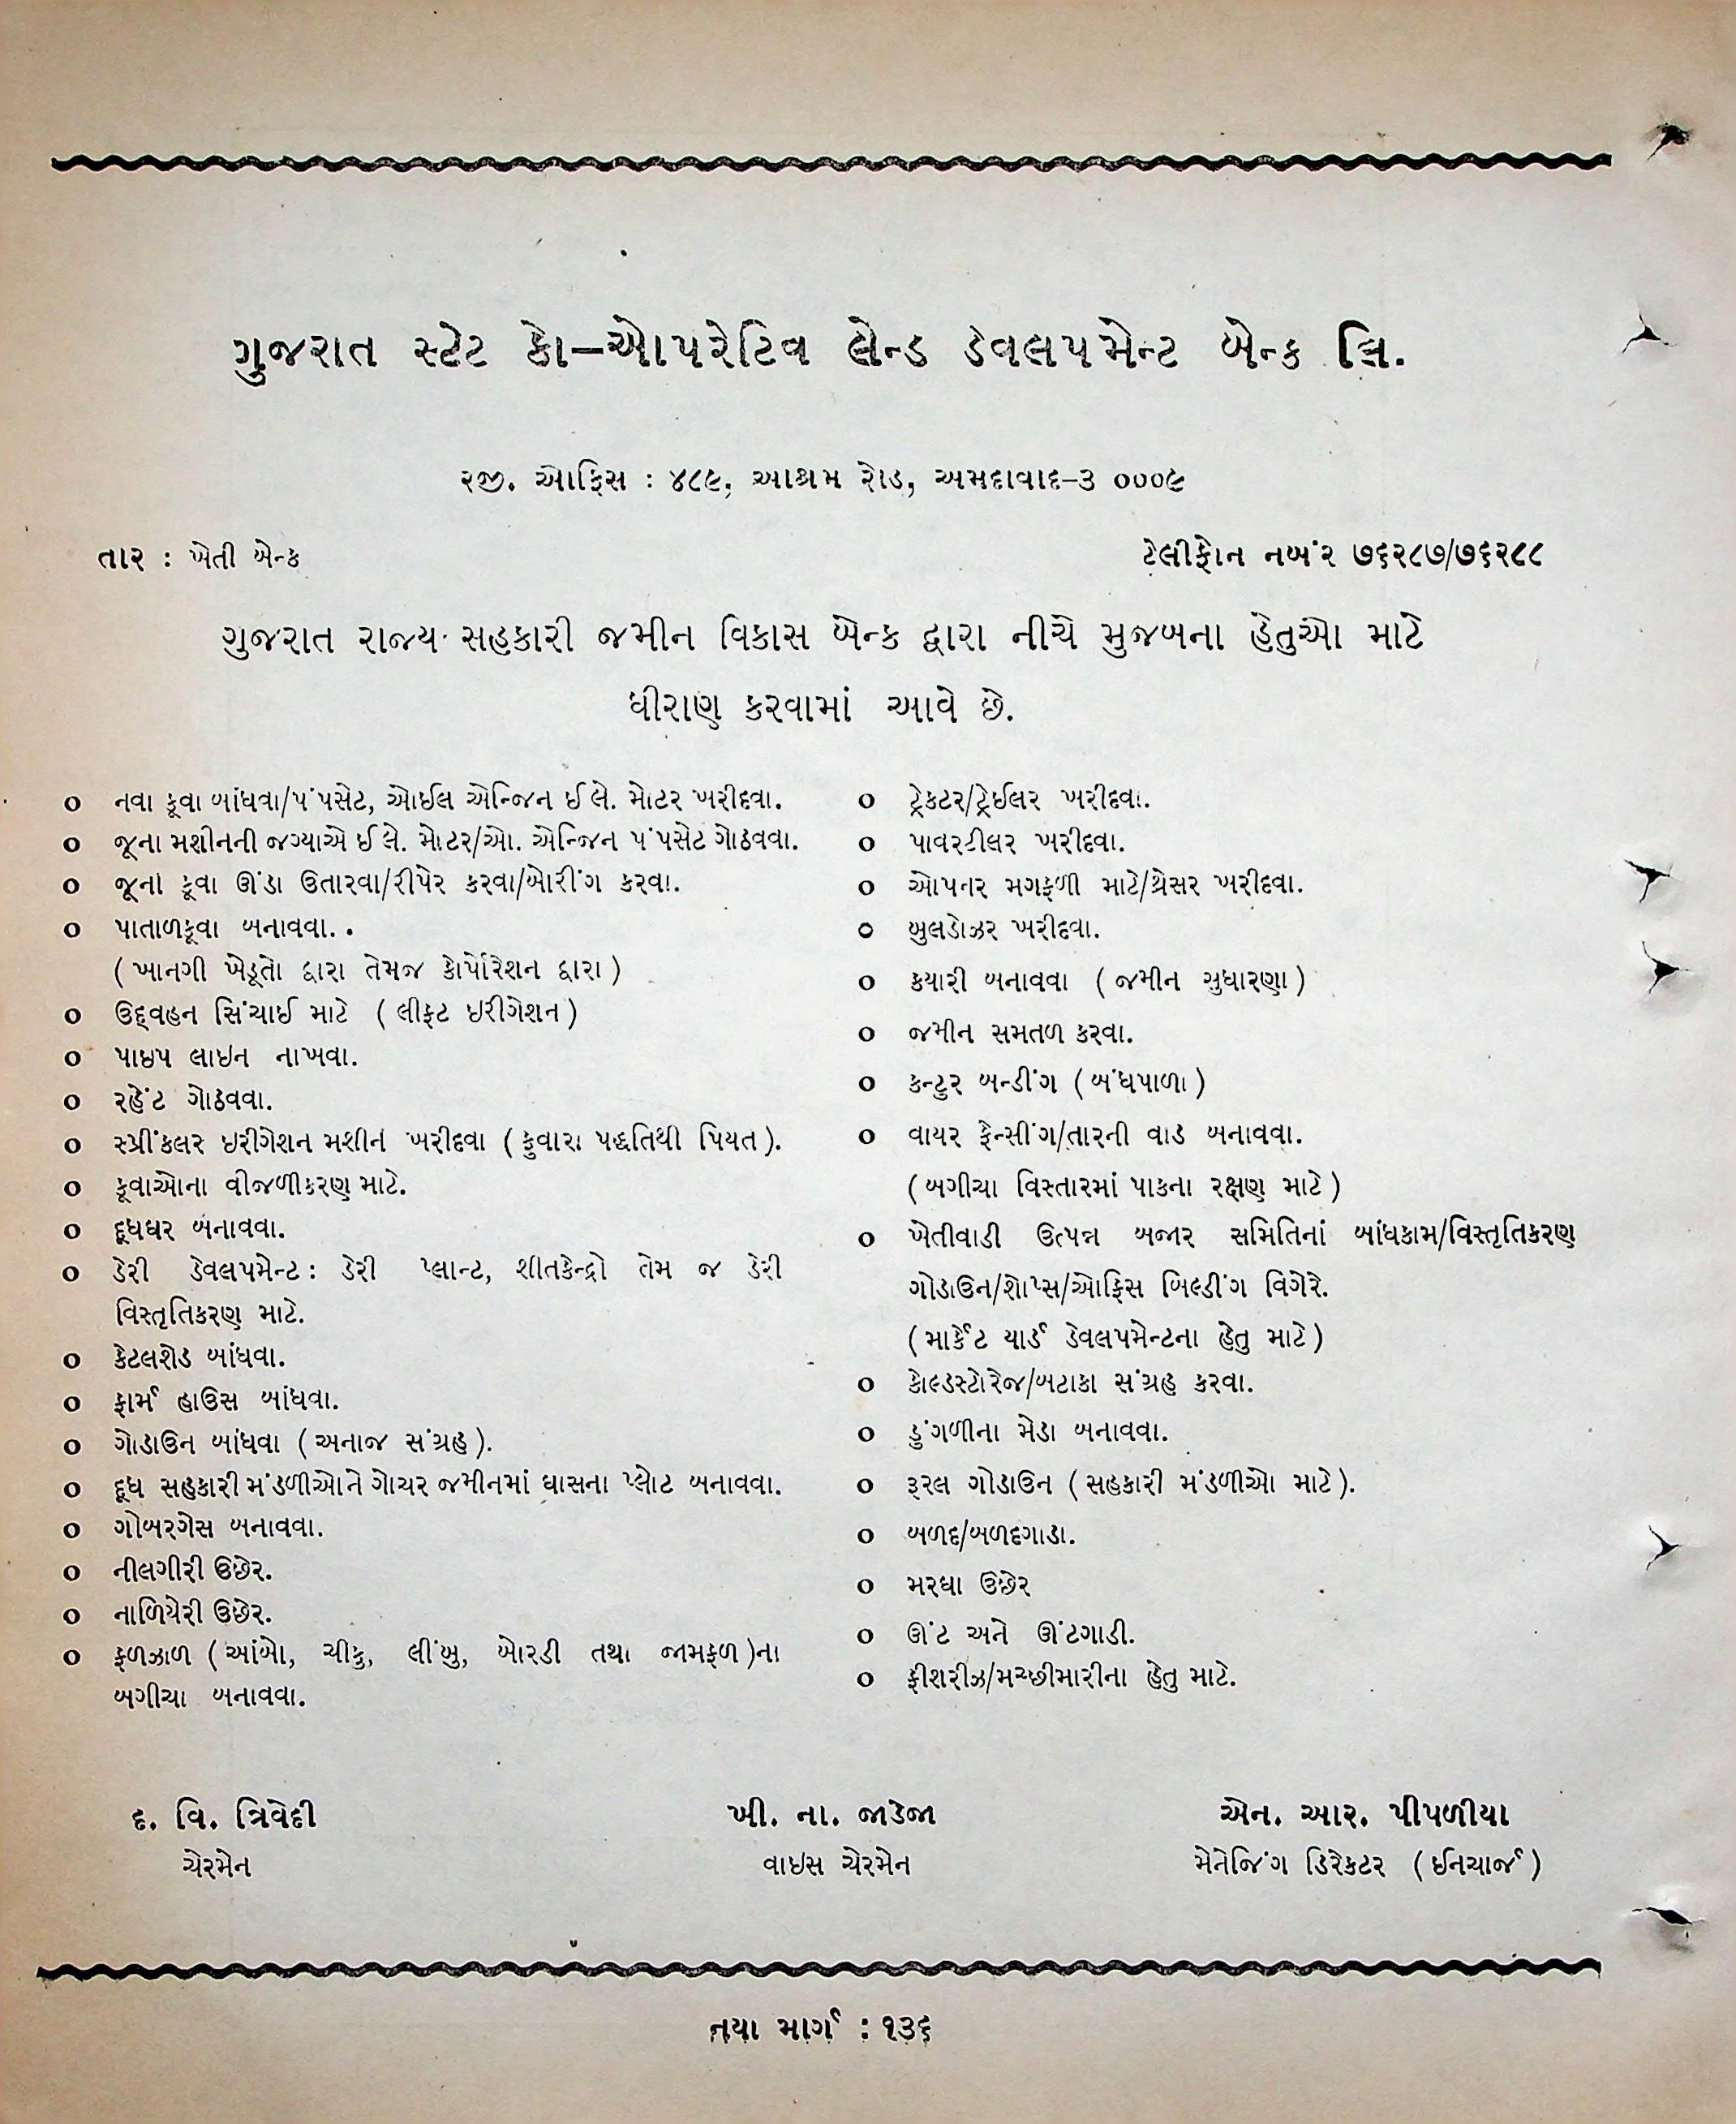 ગુજરાત સ્ટેટ કો–ઓપરેટિવ લેન્ડ ડેવલપમેન્ટ બેન્ક લિ.
રજી. ઓફિસ : ૪૮૯, આશ્રમ રોડ, અમદાવાદ–૩ ૦૦૦૯
તાર : ખેતી બેન્ક
ટેલીફોન નખંર ૭૬૨૮૭/૭૬૨૮૮
ગુજરાત રાજ્ય સહકારી જમીન વિકાસ બેન્ક દ્વારા નીચે મુજબના હેતુઓ માટે
ધીરાણ કરવામાં આવે છે.
o નવા કૂવા બાંધવા/પંપસેટ, ઓઈલ એન્જિન ઈલે. મોટર ખરીદવા.
o જૂના મશીનની જગ્યાએ ઈલે. મોટર/ઓ. એન્જિન પંપસેટ ગોઠવવા.
o જૂના કૂવા ઊંડા ઉતારવા/રીપેર કરવા/બોરીંગ કરવા.
o પાતાળકૂવા બનાવવા.
( ખાનગી ખેડૂતો દ્વારા તેમજ કોર્પોરેશન દ્વારા )
o ઉદ્વહન સિંચાઈ માટે ( લીફ્ટ ઇરીગેશન )
o પાઇપ લાઇન નાખવા.
o રહેંટ ગોઠવવા.
o સ્પ્રીંકલર ઇરીગેશન મશીન ખરીદવા ( ફુવારા પદ્ધતિથી પિયત ).
o કૂવાઓના વીજળીકરણ માટે.
o દૂધઘર બનાવવા.
o ડેરી ડેવલપમેન્ટ : ડેરી પ્લાન્ટ, શીતકેન્દ્રો તેમ જ ડેરી
વિસ્તૃતિકરણ માટે.
o કેટલશેડ બાંધવા.
o ફાર્મ હાઉસ બાંધવા.
o ગોડાઉન બાંધવા ( અનાજ સંગ્રહ ).
o દૂધ સહકારી મંડળીઓને ગોચર જમીનમાં ઘાસના પ્લોટ બનાવવા.
o ગોબરગેસ બનાવવા.
o નીલગીરી ઉછેર.
o નાળિયેરી ઉછેર.
o ફળઝાળ ( આંબો, ચીકુ, લીંબુ, બોરડી તથા જામફળ )ના
બગીચા બનાવવા.
o ટ્રેકટર/ટ્રેઈલર ખરીદવા.
o પાવરટીલર ખરીદવા.
o ઓપનર મગફળી માટે/થ્રેસર ખરીદવા.
o બુલડોઝર ખરીદવા.
o ક્યારી બનાવવા ( જમીન સુધારણા )
o જમીન સમતળ કરવા.
o કન્ટુર બન્ડીંગ ( બંધપાળા )
o વાયર ફેન્સીંગ/તારની વાડ બનાવવા.
( બગીચા વિસ્તારમાં પાકના રક્ષણ માટે )
o ખેતીવાડી ઉત્પન્ન બજાર સમિતિનાં બાંધકામ/વિસ્તૃતિકરણ
ગોડાઉન/શોપ્સ/ઓફિસ બિલ્ડીંગ વિગેરે.
( માર્કેટ યાર્ડ ડેવલપમેન્ટના હેતુ માટે )
o કોલ્ડસ્ટોરેજ/બટાકા સંગ્રહ કરવા.
o ડુંગળીના મેડા બનાવવા.
o રૂરલ ગોડાઉન ( સહકારી મંડળીઓ માટે ).
o બળદ/બળદગાડા.
o મરઘા ઉછેર
o ઊંટ અને ઊંટગાડી.
o ફીશરીઝ/મચ્છીમારીના હેતુ માટે.
દ. વિ. ત્રિવેદી
ચેરમેન
ખી. ના. જાડેજા
વાઇસ ચેરમેન
એન. આર. પીપળીયા
મેનેજિંગ ડિરેક્ટર ( ઈનચાર્જ )
નયા માર્ગ : ૧૩૬